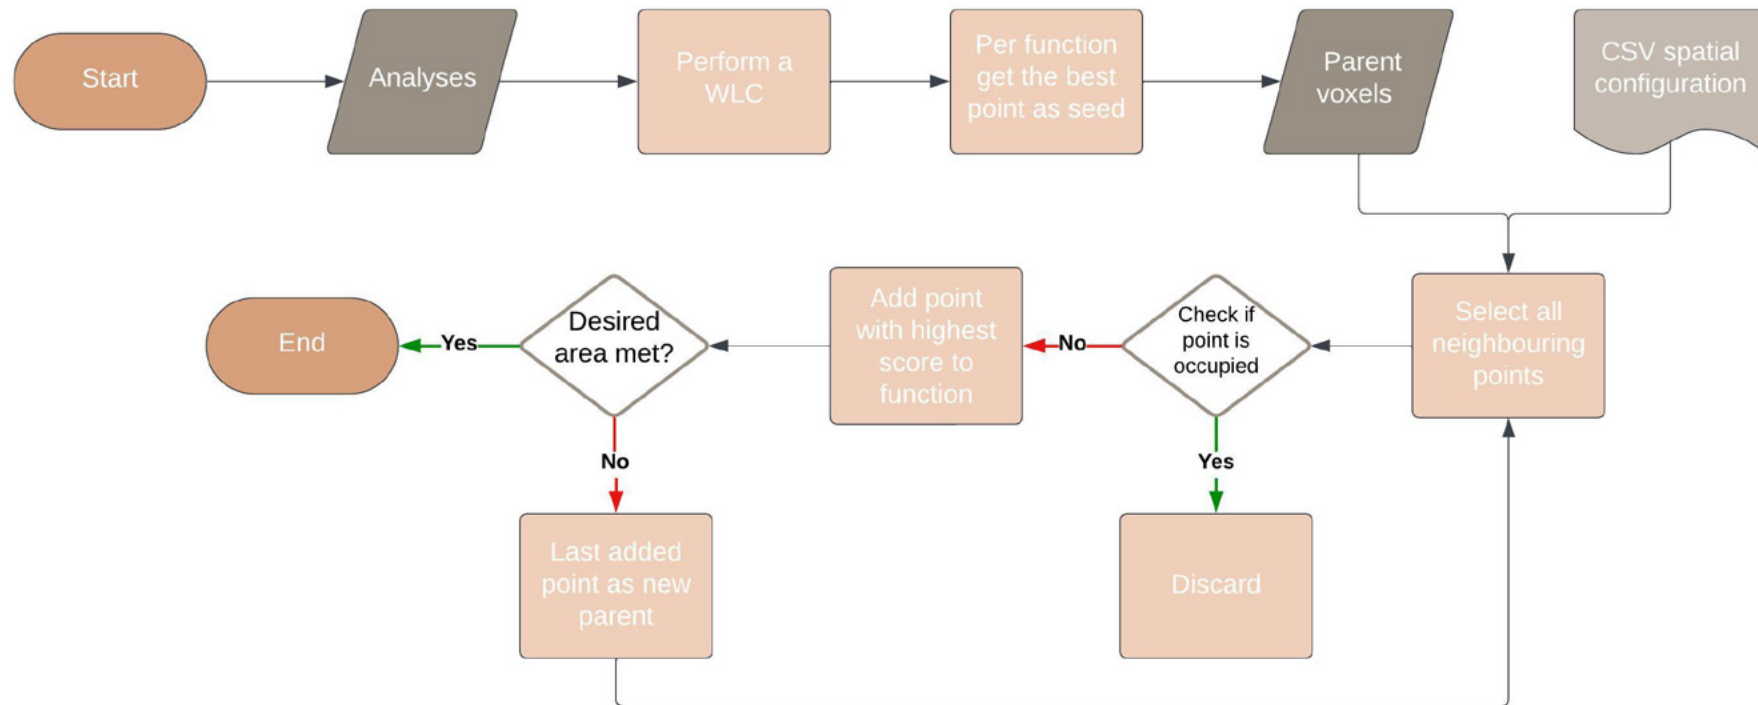 Start
Analyses
Perform a
WLC
Per function
get the best
point as seed
Parent
voxels
CSV spatial
configuration
End
Yes
Desired
area met?
Add point
with highest
score to
function
No
Check if
point is
occupied
Select all
neighbouring
points
No
Yes
Last added
point as new
parent
Discard